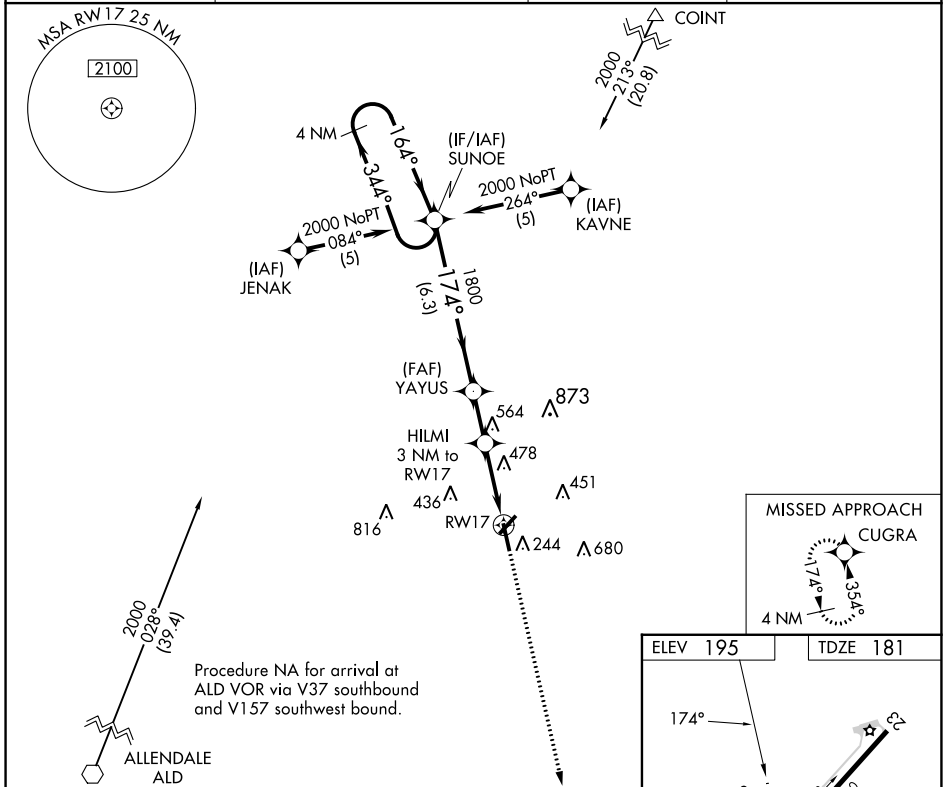 MSA RW17 25 NM
2100
COINT
2000
213°
(20.8)
4 NM
164°
344°
(IF/IAF)
SUNOE
2000 NoPT
264°
(5)
(IAF)
KAVNE
2000 NoPT
084°
(5)
(IAF)
JENAK
1800
174°
(6.3)
(FAF)
YAYUS
873
564
HILMI
3 NM to
RW17
478
436
451
816
RW17
244
680
MISSED APPROACH
CUGRA
174°
354°
4 NM
2000
028°
(39.4)
Procedure NA for arrival at
ALD VOR via V37 southbound
and V157 southwest bound.
ALLENDALE
ALD
ELEV 195
TDZE 181
174°
23